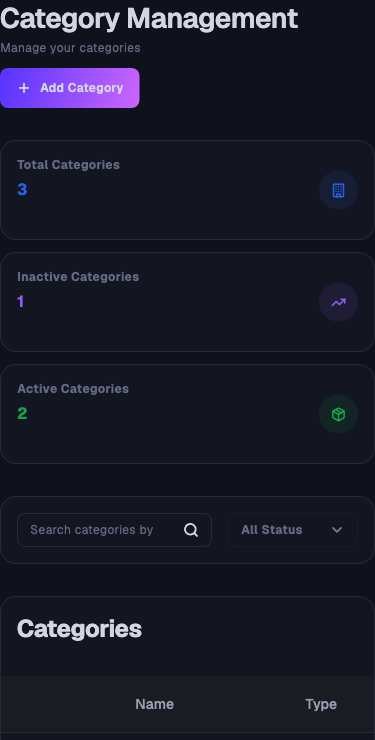 Category Management
Manage your categories
+ Add Category
Total Categories
3
Inactive Categories
1
Active Categories
2
Search categories by
All Status
Categories
Name Type